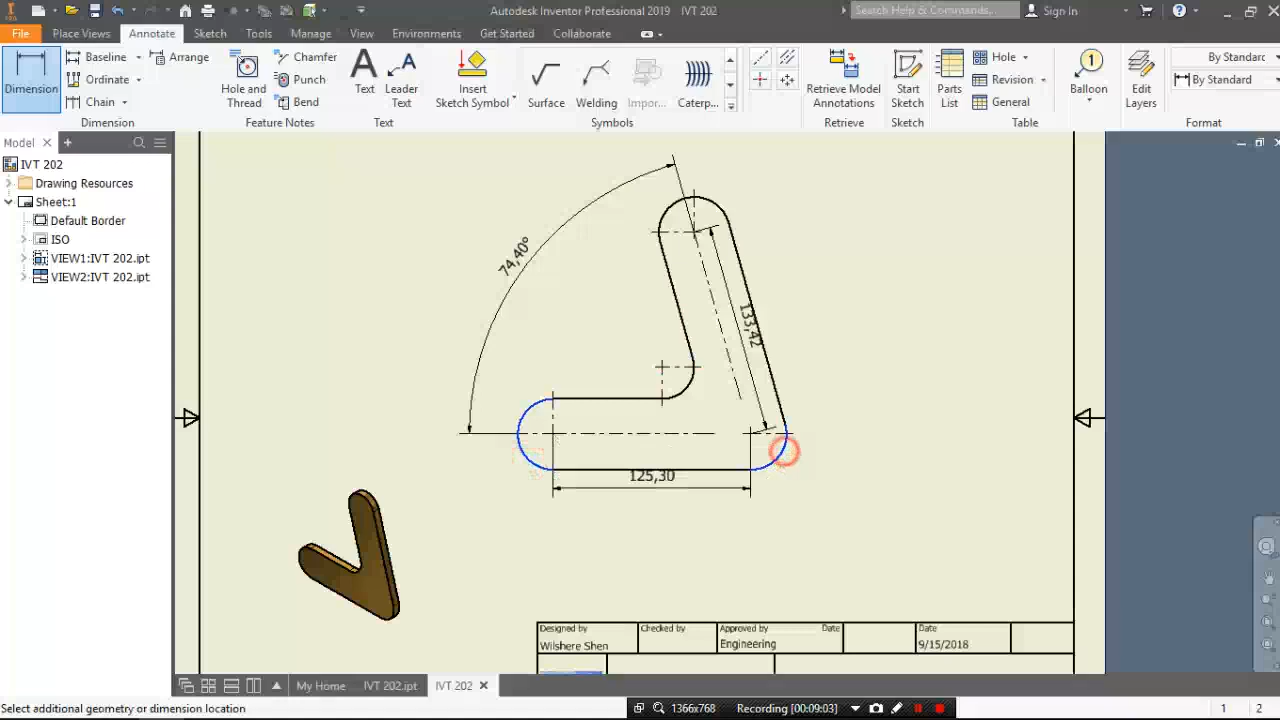 Autodesk Inventor Professional 2019 IVT 202
Search Help & Commands...
Sign In
File Place Views Annotate Sketch Tools Manage View Environments Get Started Collaborate
Dimension
Baseline
Ordinate
Chain
Arrange
Dimension
Hole and Thread
Chamfer
Punch
Bend
Feature Notes
Text
Leader Text
Text
Insert Sketch Symbol
Surface
Welding
Impor...
Caterp...
Symbols
Retrieve Model Annotations
Retrieve
Start Sketch
Sketch
Parts List
Hole
Revision
General
Table
1
Balloon
Edit Layers
By Standard
By Standard
Format
Model
IVT 202
Drawing Resources
Sheet:1
Default Border
ISO
VIEW1:IVT 202.ipt
VIEW2:IVT 202.ipt
74,40°
133,42
125,30
Designed by
Wilshere Shen
Checked by
Approved by Date
Engineering
Date
9/15/2018
My Home IVT 202.ipt IVT 202
Select additional geometry or dimension location
1366x768 Recording [00:09:03]
1 2